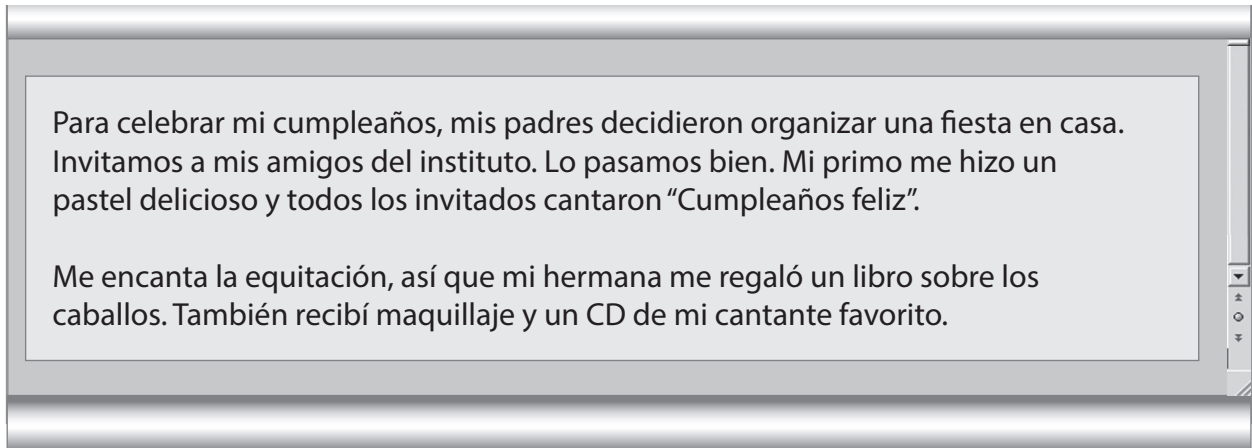 Para celebrar mi cumpleaños, mis padres decidieron organizar una fiesta en casa.
Invitamos a mis amigos del instituto. Lo pasamos bien. Mi primo me hizo un
pastel delicioso y todos los invitados cantaron “Cumpleaños feliz”.
Me encanta la equitación, así que mi hermana me regaló un libro sobre los
caballos. También recibí maquillaje y un CD de mi cantante favorito.